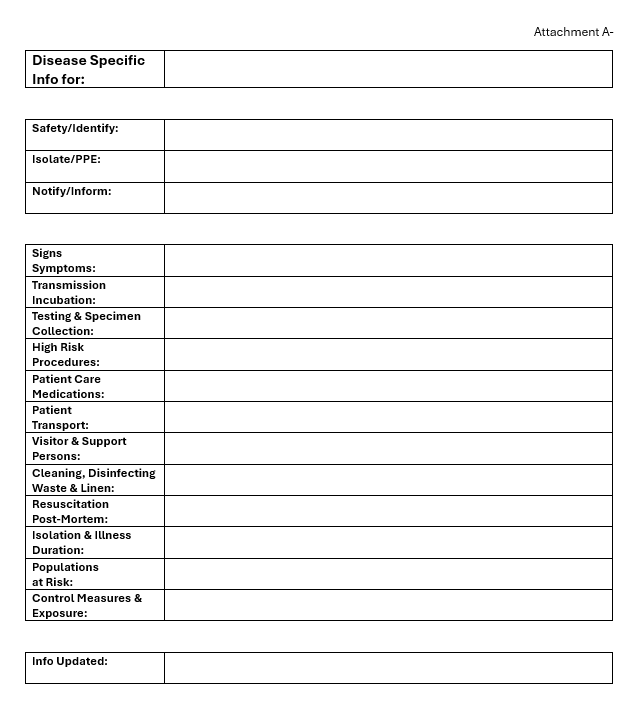 Attachment A-
Disease Specific
Info for:
Safety/Identify:
Isolate/PPE:
Notify/Inform:
Signs
Symptoms:
Transmission
Incubation:
Testing & Specimen
Collection:
High Risk
Procedures:
Patient Care
Medications:
Patient
Transport:
Visitor & Support
Persons:
Cleaning, Disinfecting
Waste & Linen:
Resuscitation
Post-Mortem:
Isolation & Illness
Duration:
Populations
at Risk:
Control Measures &
Exposure:
Info Updated: